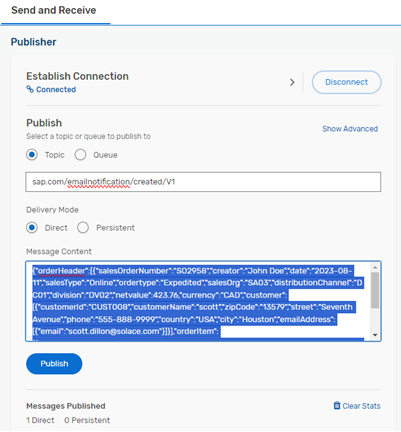 Send and Receive
Publisher
Establish Connection
Connected
Disconnect
Publish
Select a topic or queue to publish to
Show Advanced
Topic
Queue
sap.com/emailnotification/created/V1
Delivery Mode
Direct
Persistent
Message Content
{"orderHeader":[{"salesOrderNumber":"SO2958","creator":"John Doe","date":"2023-08-
11","salesType":"Online","ordertype":"Expedited","salesOrg":"SA03","distributionChannel":"D
C01","division":"DV02","netvalue":423.76,"currency":"CAD","customer":
[{"customerId":"CUST008","customerName":"scott","zipCode":"13579","street":"Seventh
Avenue","phone":"555-888-9999","country":"USA","city":"Houston","emailAddress":
[{"email":"scott.dillon@solace.com"}]}],"orderItem":
Publish
Messages Published
Clear Stats
1 Direct
0 Persistent